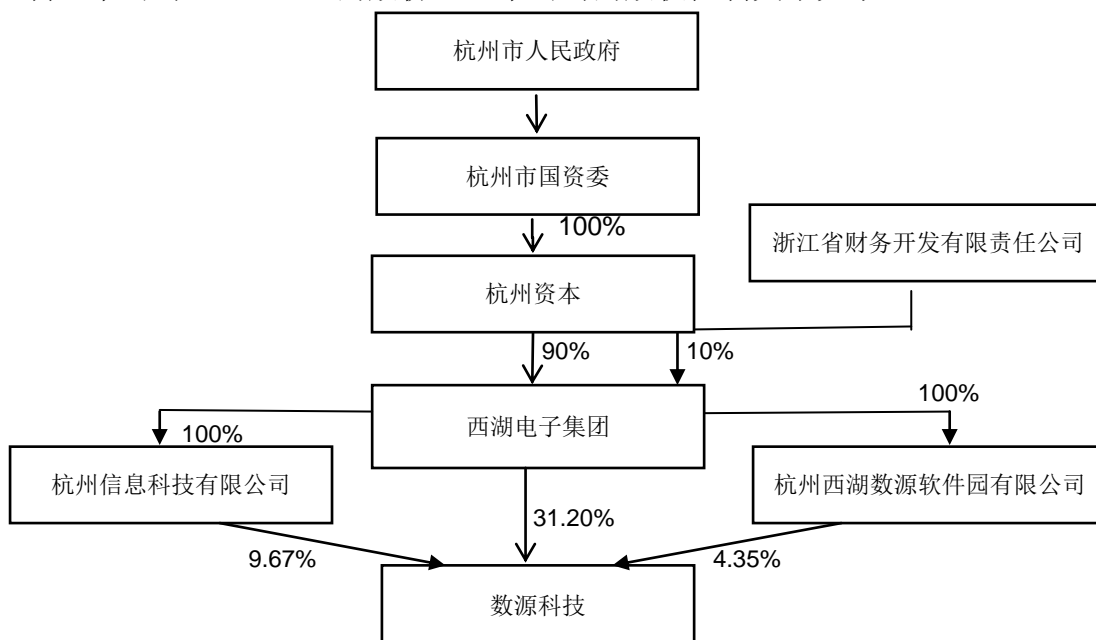 杭州市人民政府
杭州市国资委
100%
浙江省财务开发有限责任公司
杭州资本
90%
10%
西湖电子集团
100%
100%
杭州信息科技有限公司
杭州西湖数源软件园有限公司
31.20%
9.67%
4.35%
数源科技